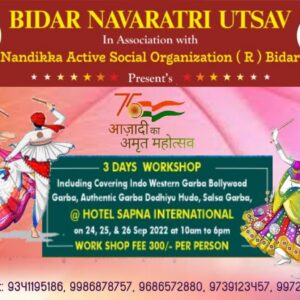 BIDAR NAVARATRI UTSAV
In Association with
Nandikka Active Social Organization ( R ) Bidar
Present's
75
आज़ादी का
अमृत महोत्सव
3 DAYS WORKSHOP
Including Covering Indo Western Garba Bollywood
Garba, Authentic Garba Dodhiyu Hudo, Salsa Garba,
@ HOTEL SAPNA INTERNATIONAL
on 24, 25, & 26 Sep 2022 at 10am to 6pm
WORK SHOP FEE 300/- PER PERSON
: 9341195186, 9986878757, 9686572880, 9739123457, 9972